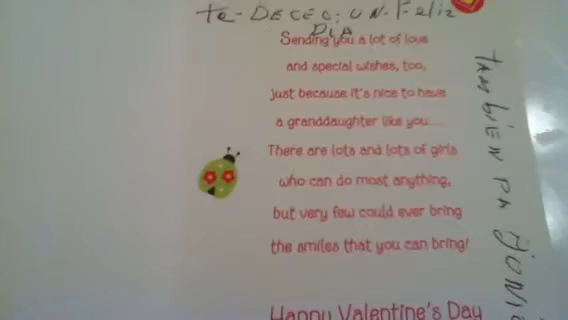 te-DECEO: UN-Feliz
DIA
Sending you a lot of love
and special wishes, too,
just because it's nice to have
a granddaughter like you...
There are lots and lots of girls
who can do most anything,
but very few could ever bring
the smiles that you can bring!
Happy Valentine's Day
tAMBiEN PA